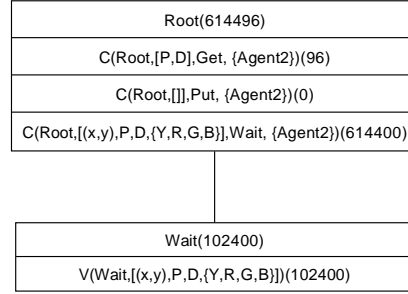 Root(614496)
C(Root,[P,D],Get, {Agent2})(96)
C(Root,[]],Put, {Agent2})(0)
C(Root,[(x,y),P,D,{Y,R,G,B}],Wait, {Agent2})(614400)
Wait(102400)
V(Wait,[(x,y),P,D,{Y,R,G,B}])(102400)